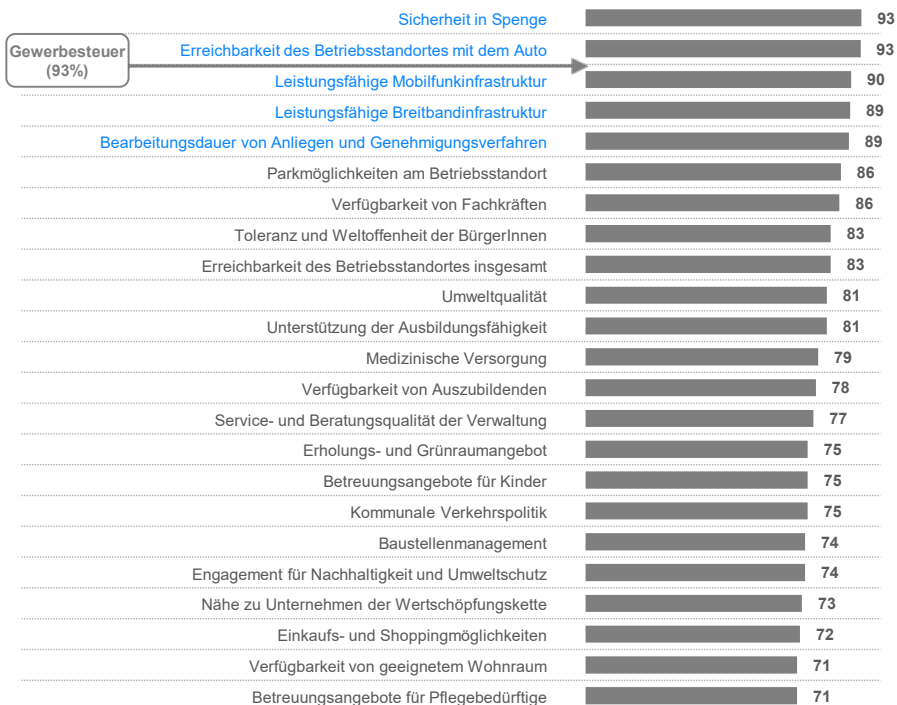 Sicherheit in Spenge 93
Erreichbarkeit des Betriebsstandortes mit dem Auto 93
Gewerbesteuer
(93%)
Leistungsfähige Mobilfunkinfrastruktur 90
Leistungsfähige Breitbandinfrastruktur 89
Bearbeitungsdauer von Anliegen und Genehmigungsverfahren 89
Parkmöglichkeiten am Betriebsstandort 86
Verfügbarkeit von Fachkräften 86
Toleranz und Weltoffenheit der BürgerInnen 83
Erreichbarkeit des Betriebsstandortes insgesamt 83
Umweltqualität 81
Unterstützung der Ausbildungsfähigkeit 81
Medizinische Versorgung 79
Verfügbarkeit von Auszubildenden 78
Service- und Beratungsqualität der Verwaltung 77
Erholungs- und Grünraumangebot 75
Betreuungsangebote für Kinder 75
Kommunale Verkehrspolitik 75
Baustellenmanagement 74
Engagement für Nachhaltigkeit und Umweltschutz 74
Nähe zu Unternehmen der Wertschöpfungskette 73
Einkaufs- und Shoppingmöglichkeiten 72
Verfügbarkeit von geeignetem Wohnraum 71
Betreuungsangebote für Pflegebedürftige 71